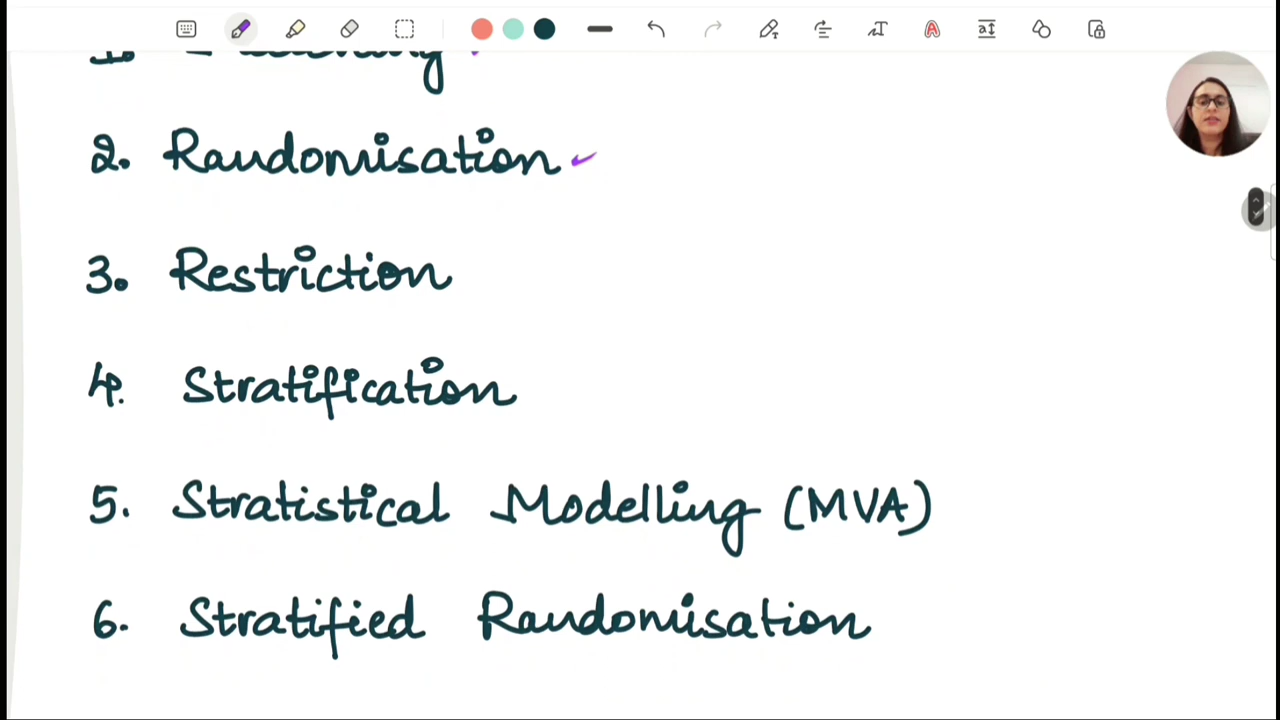 2. Randomisation
3. Restriction
4. Stratification
5. Stratistical Modelling (MVA)
6. Stratified Randomisation